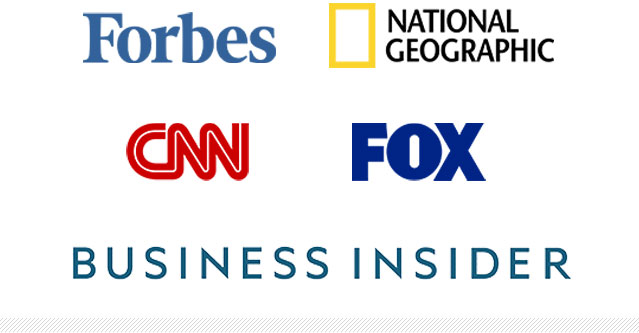 Forbes
NATIONAL
GEOGRAPHIC
CNN
FOX
BUSINESS INSIDER